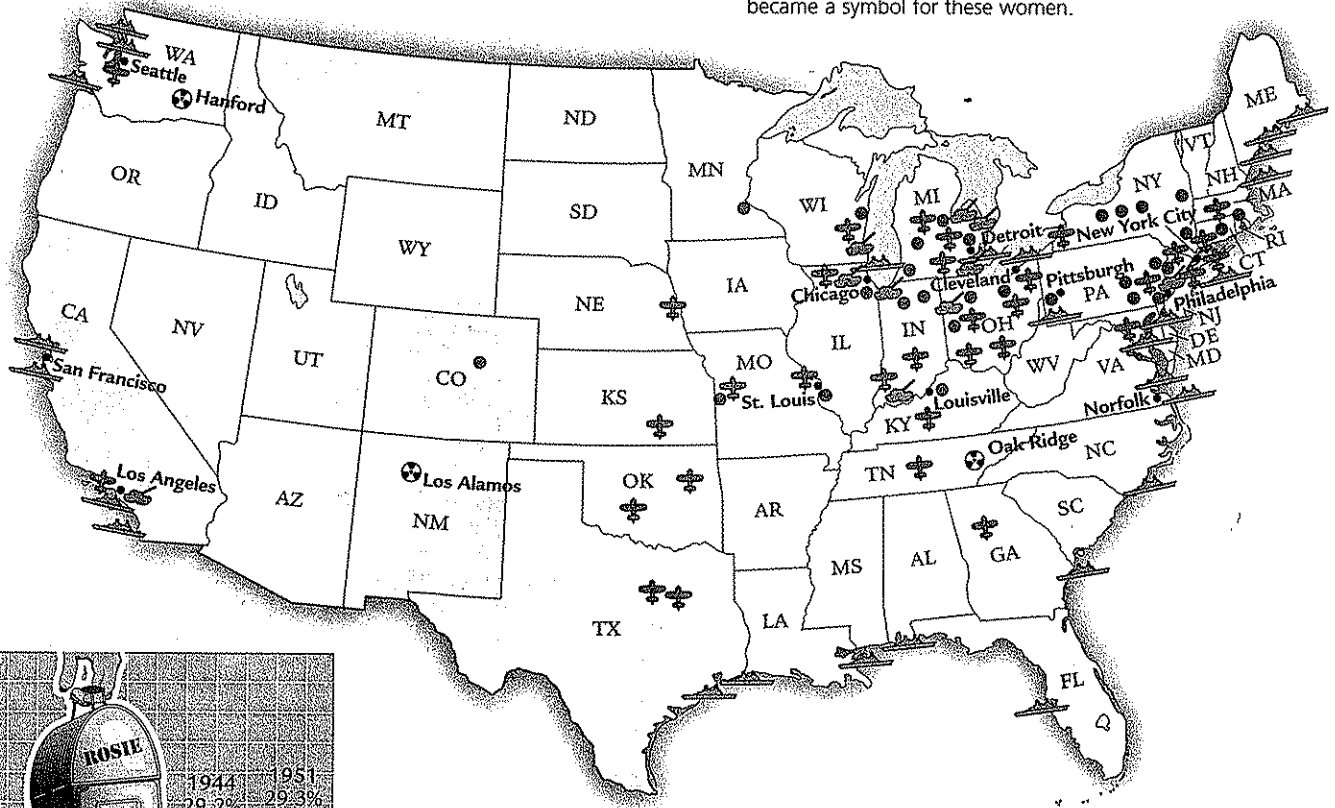 became a symbol for these women.
WA
Seattle
Hanford
MT
ND
MN
OR
ID
WY
SD
WI
MI
NY
VT
NH
ME
MA
RI
CT
Detroit
New York City
Cleveland
Pittsburgh
PA
Philadelphia
NJ
DE
MD
Chicago
IA
NE
IL
IN
OH
WV
VA
Norfolk
CA
NV
UT
CO
KS
MO
St. Louis
Louisville
KY
San Francisco
Los Angeles
AZ
Los Alamos
NM
OK
AR
TN
Oak Ridge
NC
SC
MS
AL
GA
TX
LA
FL
ROSIE
1944 1951
29.2% 29.3%